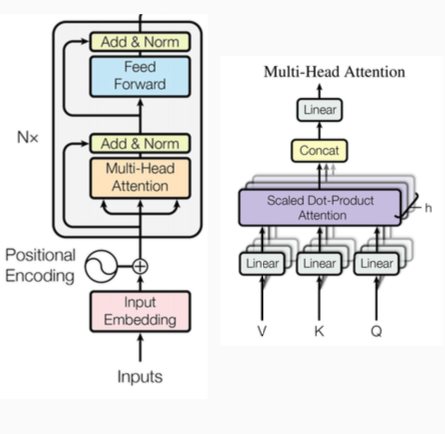 Add & Norm
Feed
Forward
Nx
Add & Norm
Multi-Head
Attention
Positional
Encoding
Input
Embedding
Inputs
Multi-Head Attention
Linear
Concat
Scaled Dot-Product
Attention
h
Linear Linear Linear
V K Q